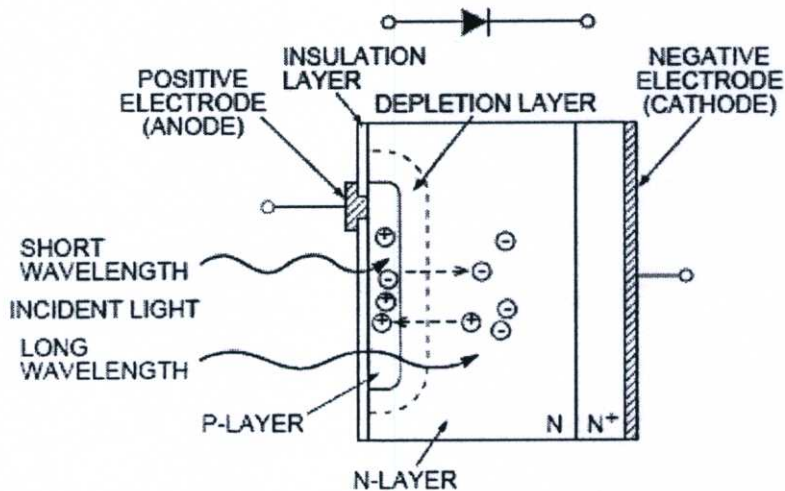 INSULATION
LAYER
POSITIVE
ELECTRODE
(ANODE)
DEPLETION LAYER
NEGATIVE
ELECTRODE
(CATHODE)
SHORT
WAVELENGTH
INCIDENT LIGHT
LONG
WAVELENGTH
P-LAYER
N
N+
N-LAYER